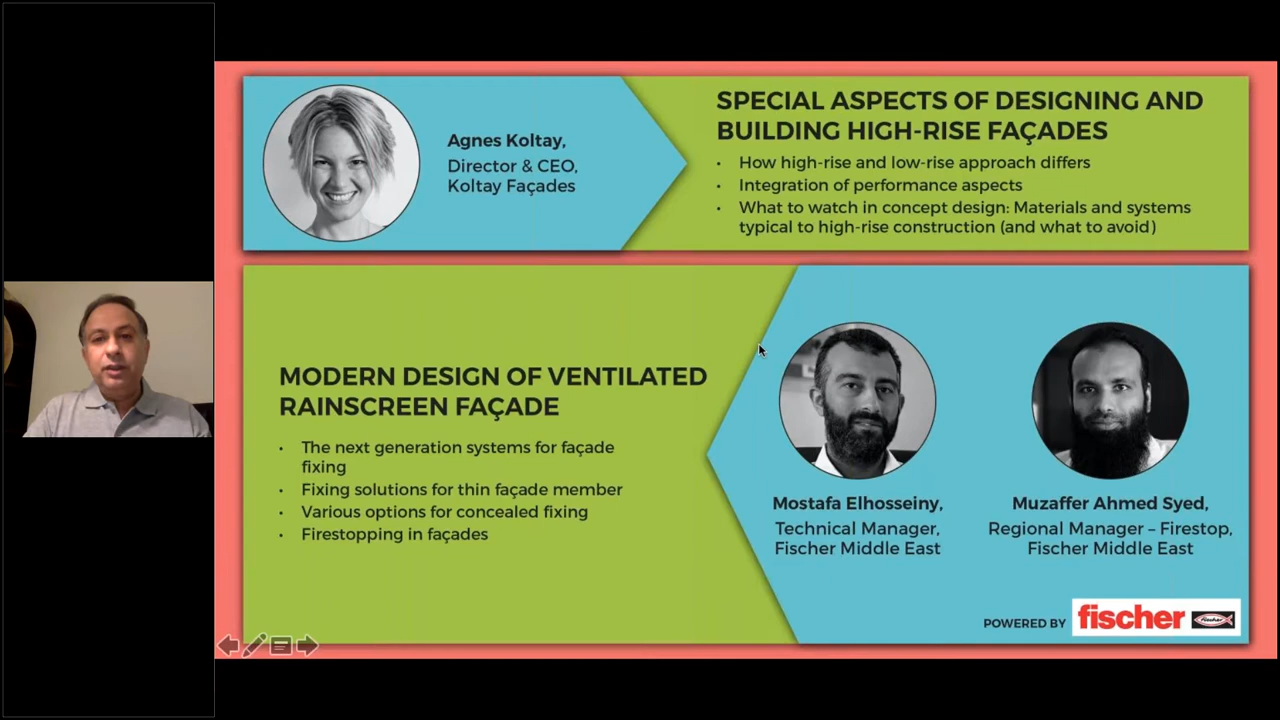 Agnes Koltay,
Director & CEO,
Koltay Façades
SPECIAL ASPECTS OF DESIGNING AND
BUILDING HIGH-RISE FAÇADES
• How high-rise and low-rise approach differs
• Integration of performance aspects
• What to watch in concept design: Materials and systems
typical to high-rise construction (and what to avoid)
MODERN DESIGN OF VENTILATED
RAINSCREEN FAÇADE
• The next generation systems for façade
fixing
• Fixing solutions for thin façade member
• Various options for concealed fixing
• Firestopping in façades
Mostafa Elhosseiny,
Technical Manager,
Fischer Middle East
Muzaffer Ahmed Syed,
Regional Manager – Firestop,
Fischer Middle East
POWERED BY
fischer
fischer